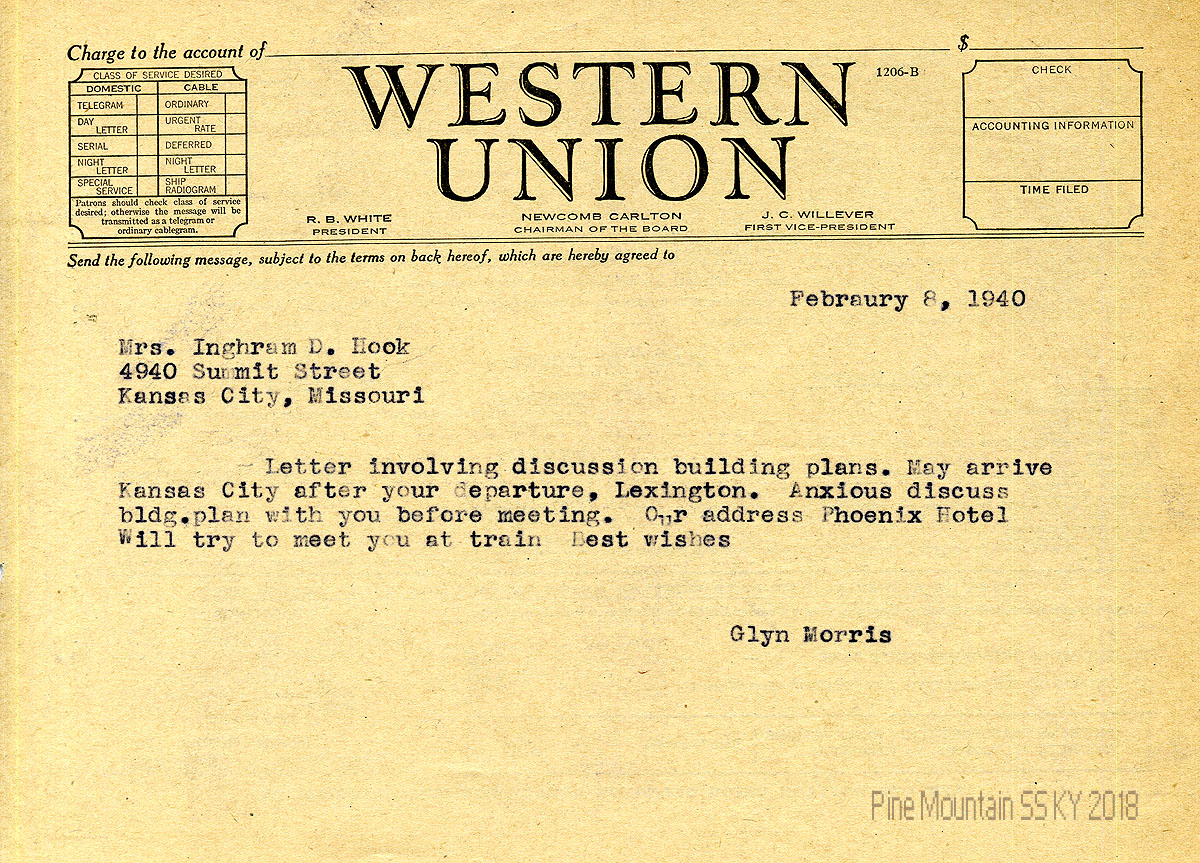 Charge to the account of
$
CLASS OF SERVICE DESIRED
DOMESTIC CABLE
TELEGRAM ORDINARY
DAY LETTER URGENT RATE
SERIAL DEFERRED
NIGHT LETTER NIGHT LETTER
SPECIAL SERVICE SHIP RADIOGRAM
Patrons should check class of service
desired; otherwise the message will be
transmitted as a telegram or
ordinary cablegram.
WESTERN
UNION
1206-B
CHECK
ACCOUNTING INFORMATION
TIME FILED
R. B. WHITE
PRESIDENT
NEWCOMB CARLTON
CHAIRMAN OF THE BOARD
J. C. WILLEVER
FIRST VICE-PRESIDENT
Send the following message, subject to the terms on back hereof, which are hereby agreed to
Febraury 8, 1940
Mrs. Inghram D. Hook
4940 Summit Street
Kansas City, Missouri
Letter involving discussion building plans. May arrive
Kansas City after your departure, Lexington. Anxious discuss
bldg.plan with you before meeting. Our address Phoenix Hotel
Will try to meet you at train Best wishes
Glyn Morris
Pine Mountain SS KY 2018